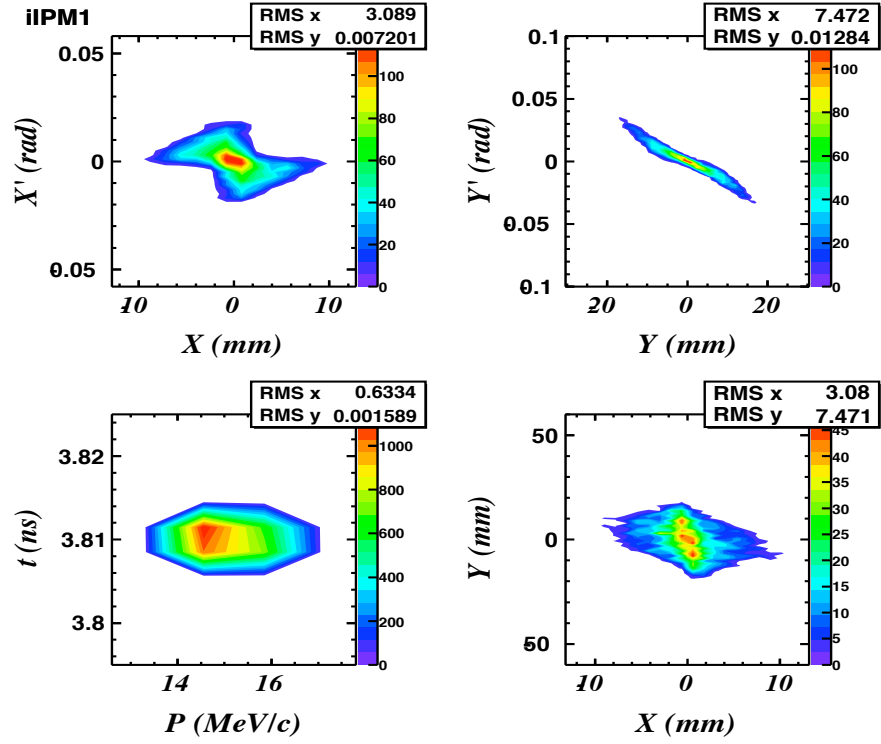 iIPM1
RMS x 3.089
RMS y 0.007201
0.05
0
-0.05
X' (rad)
-10 0 10
X (mm)
100
80
60
40
20
0
RMS x 7.472
RMS y 0.01284
0.1
0.05
0
-0.05
-0.1
Y' (rad)
-20 0 20
Y (mm)
100
80
60
40
20
0
RMS x 0.6334
RMS y 0.001589
3.82
3.81
3.8
t (ns)
14 16
P (MeV/c)
1000
800
600
400
200
0
RMS x 3.08
RMS y 7.471
50
0
-50
Y (mm)
-10 0 10
X (mm)
45
40
35
30
25
20
15
10
5
0